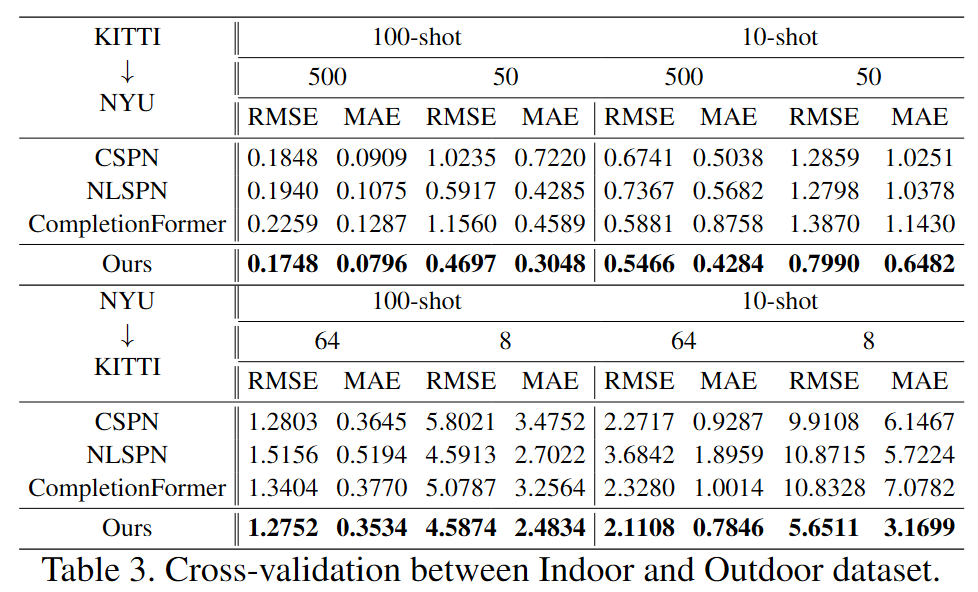 KITTI 100-shot 10-shot
↓ 500 50 500 50
NYU
RMSE MAE RMSE MAE RMSE MAE RMSE MAE
CSPN 0.1848 0.0909 1.0235 0.7220 0.6741 0.5038 1.2859 1.0251
NLSPN 0.1940 0.1075 0.5917 0.4285 0.7367 0.5682 1.2798 1.0378
CompletionFormer 0.2259 0.1287 1.1560 0.4589 0.5881 0.8758 1.3870 1.1430
Ours 0.1748 0.0796 0.4697 0.3048 0.5466 0.4284 0.7990 0.6482
NYU 100-shot 10-shot
↓ 64 8 64 8
KITTI
RMSE MAE RMSE MAE RMSE MAE RMSE MAE
CSPN 1.2803 0.3645 5.8021 3.4752 2.2717 0.9287 9.9108 6.1467
NLSPN 1.5156 0.5194 4.5913 2.7022 3.6842 1.8959 10.8715 5.7224
CompletionFormer 1.3404 0.3770 5.0787 3.2564 2.3280 1.0014 10.8328 7.0782
Ours 1.2752 0.3534 4.5874 2.4834 2.1108 0.7846 5.6511 3.1699
Table 3. Cross-validation between Indoor and Outdoor dataset.